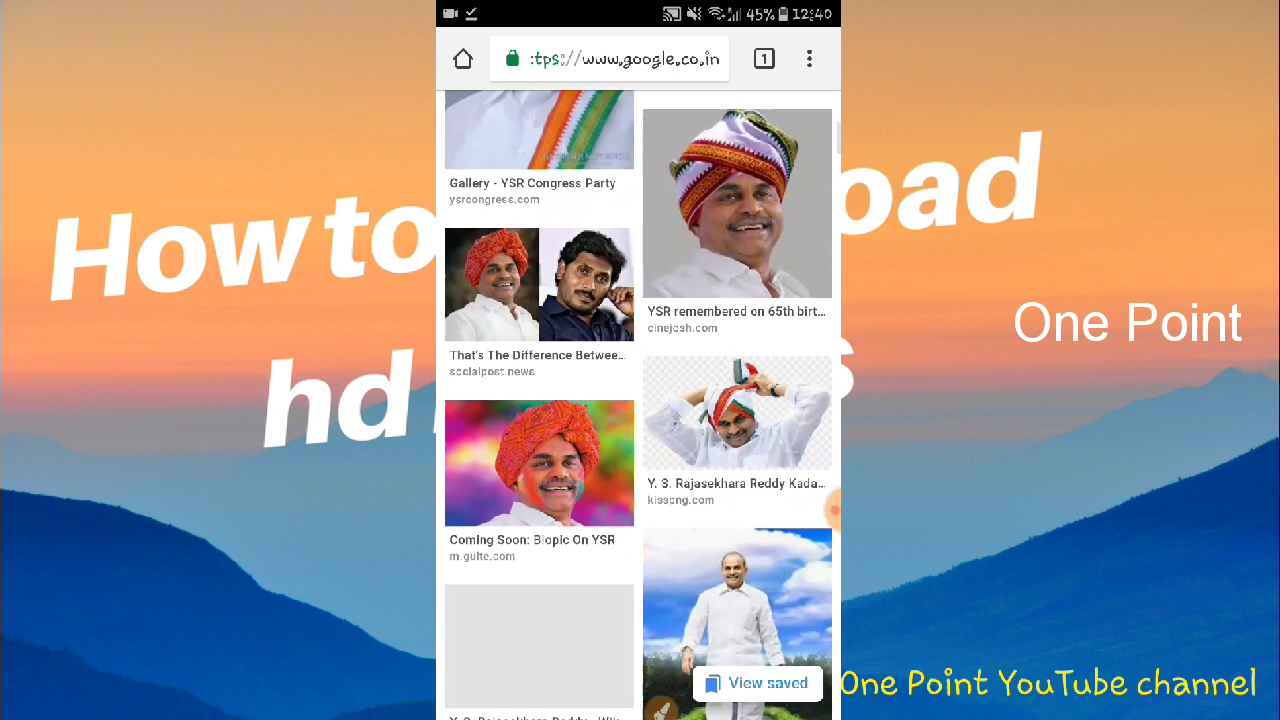 45% 12:40
:tps://www.google.co.in
1
Gallery - YSR Congress Party
ysrcongress.com
That's The Difference Betwee...
socialpost.news
Coming Soon: Biopic On YSR
m.gulte.com
YSR remembered on 65th birt...
cinejosh.com
Y. S. Rajasekhara Reddy Kada...
kisspng.com
View saved
How to
oad
hd
s
One Point
One Point YouTube channel